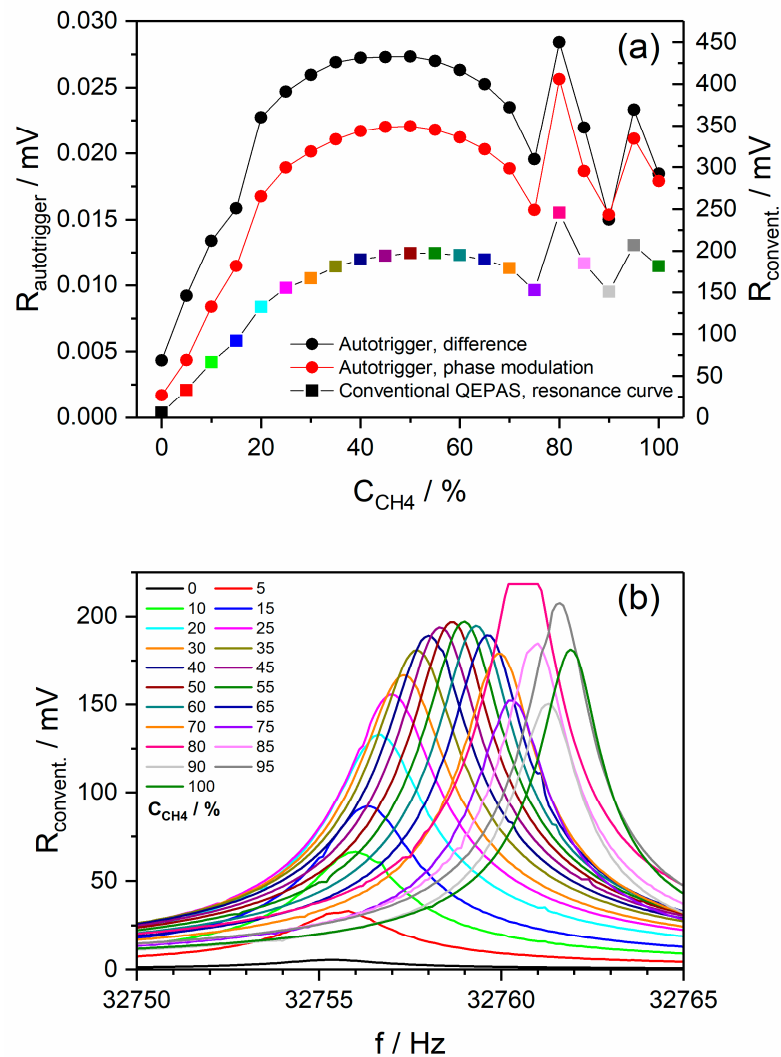 (a)
0.030
0.025
0.020
0.015
0.010
0.005
0.000
R_autotrigger / mV
450
400
350
300
250
200
150
100
50
0
R_convent. / mV
Autotrigger, difference
Autotrigger, phase modulation
Conventional QEPAS, resonance curve
0 20 40 60 80 100
C_CH4 / %
(b)
0 5
10 15
20 25
30 35
40 45
50 55
60 65
70 75
80 85
90 95
100
C_CH4 / %
200
150
100
50
0
R_convent. / mV
32750 32755 32760 32765
f / Hz